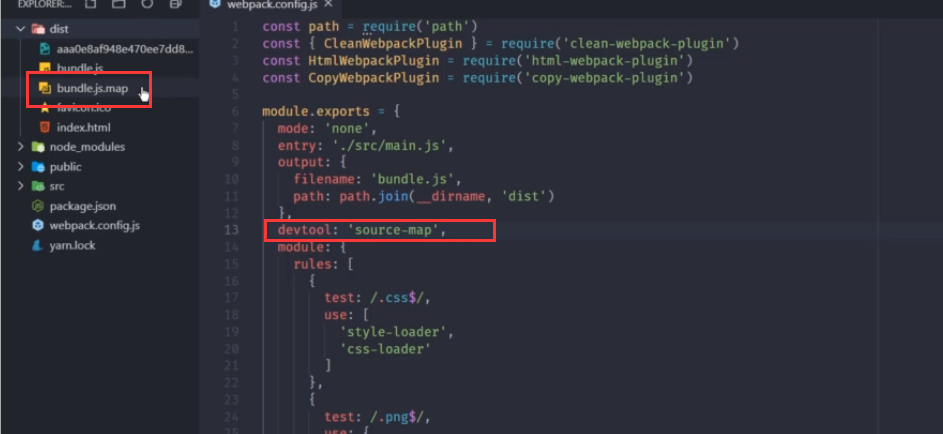 EXPLORER:...
dist
aaa0e8af948e470ee7dd8...
bundle.js
bundle.js.map
favicon.ico
index.html
node_modules
public
src
package.json
webpack.config.js
yarn.lock
webpack.config.js ×
1 const path = require('path')
2 const { CleanWebpackPlugin } = require('clean-webpack-plugin')
3 const HtmlWebpackPlugin = require('html-webpack-plugin')
4 const CopyWebpackPlugin = require('copy-webpack-plugin')
5
6 module.exports = {
7 mode: 'none',
8 entry: './src/main.js',
9 output: {
10 filename: 'bundle.js',
11 path: path.join(__dirname, 'dist')
12 },
13 devtool: 'source-map',
14 module: {
15 rules: [
16 {
17 test: /.css$/,
18 use: [
19 'style-loader',
20 'css-loader'
21 ]
22 },
23 {
24 test: /.png$/,
25 use: {